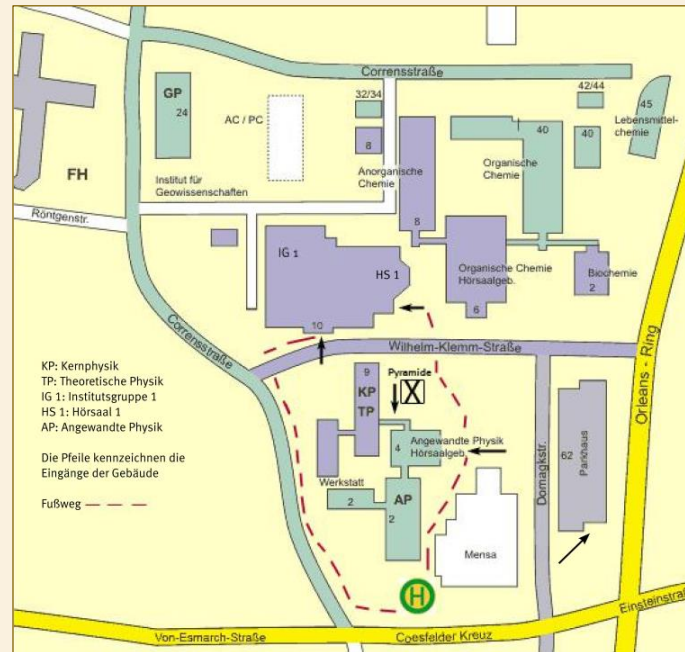 Corrensstraße
GP
24
AC / PC
32/34
8
42/44
45
Lebensmittel-
chemie
40
40
Organische
Chemie
Anorganische
Chemie
8
FH
Institut für
Geowissenschaften
Röntgenstr.
IG 1
HS 1
10
Organische Chemie
Hörsaalgeb.
6
Biochemie
2
Corrensstraße
Wilhelm-Klemm-Straße
Orleans - Ring
KP: Kernphysik
TP: Theoretische Physik
IG 1: Institutsgruppe 1
HS 1: Hörsaal 1
AP: Angewandte Physik
Die Pfeile kennzeichnen die
Eingänge der Gebäude
Fußweg
9
KP
TP
Pyramide
X
4
Angewandte Physik
Hörsaalgeb.
Werkstatt
2
AP
2
Mensa
Domagkstr.
62
Parkhaus
H
Von-Esmarch-Straße
Coesfelder Kreuz